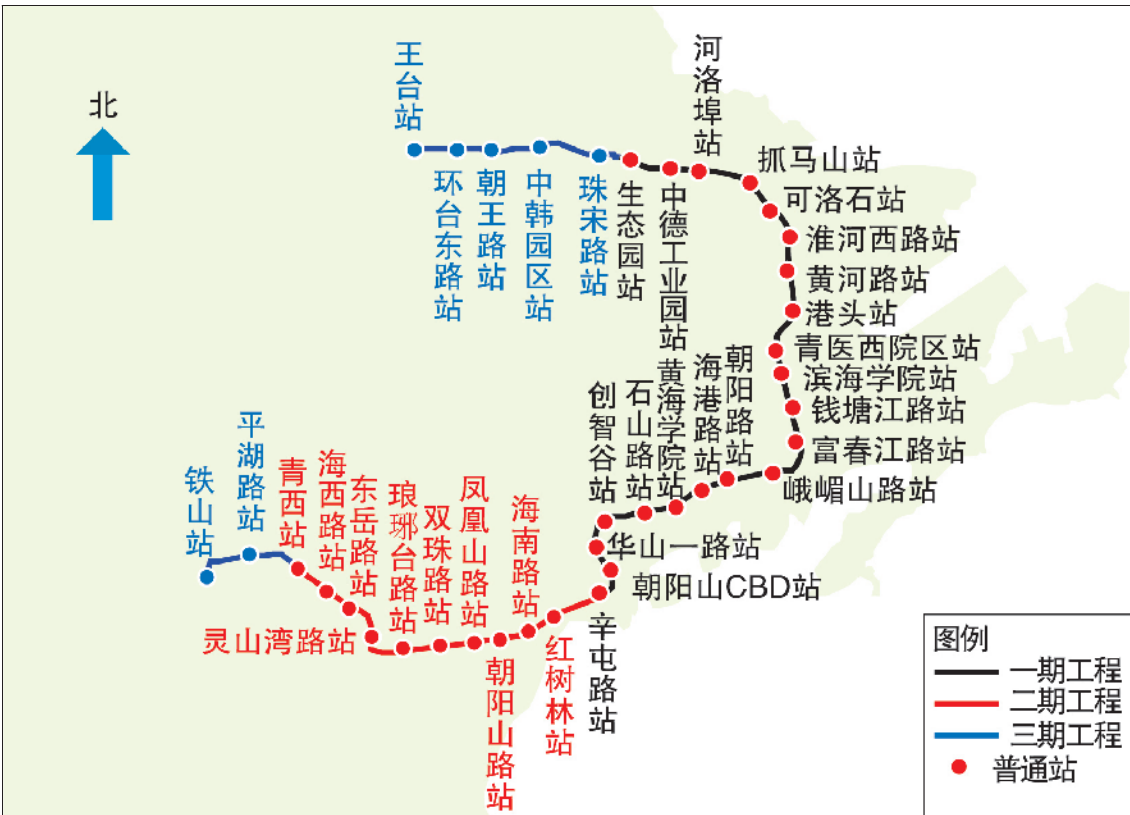 北
王台站
环台东路站
朝王路站
中韩园区站
珠宋路站
生态园站
中德工业园站
河洛埠站
抓马山站
可洛石站
淮河西路站
黄河路站
港头站
青医西院区站
滨海学院站
钱塘江路站
富春江路站
峨嵋山路站
朝阳路站
海港路站
黄海学院站
石山路站
创智谷站
华山一路站
朝阳山CBD站
辛屯路站
红树林站
海南路站
朝阳山路站
凤凰山路站
双珠路站
琅琊台路站
灵山湾路站
东岳路站
海西路站
青西站
平湖路站
铁山站
图例
一期工程
二期工程
三期工程
普通站